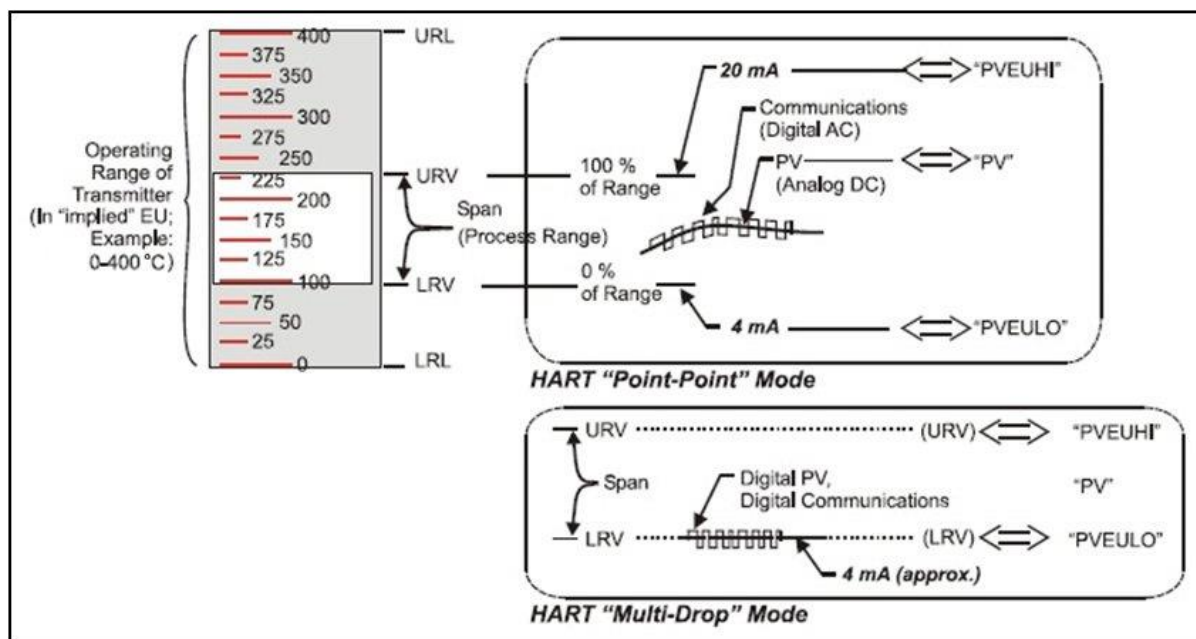 Operating
Range of
Transmitter
(In "implied" EU;
Example:
0–400 °C)
400
375
350
325
300
275
250
225
200
175
150
125
100
75
50
25
0
URL
URV
Span
(Process Range)
LRV
LRL
20 mA
"PVEUHI"
Communications
(Digital AC)
100 %
of Range
PV
(Analog DC)
"PV"
0 %
of Range
4 mA
"PVEULO"
HART "Point-Point" Mode
URV
(URV)
"PVEUHI"
Span
Digital PV,
Digital Communications
"PV"
LRV
(LRV)
"PVEULO"
4 mA (approx.)
HART "Multi-Drop" Mode